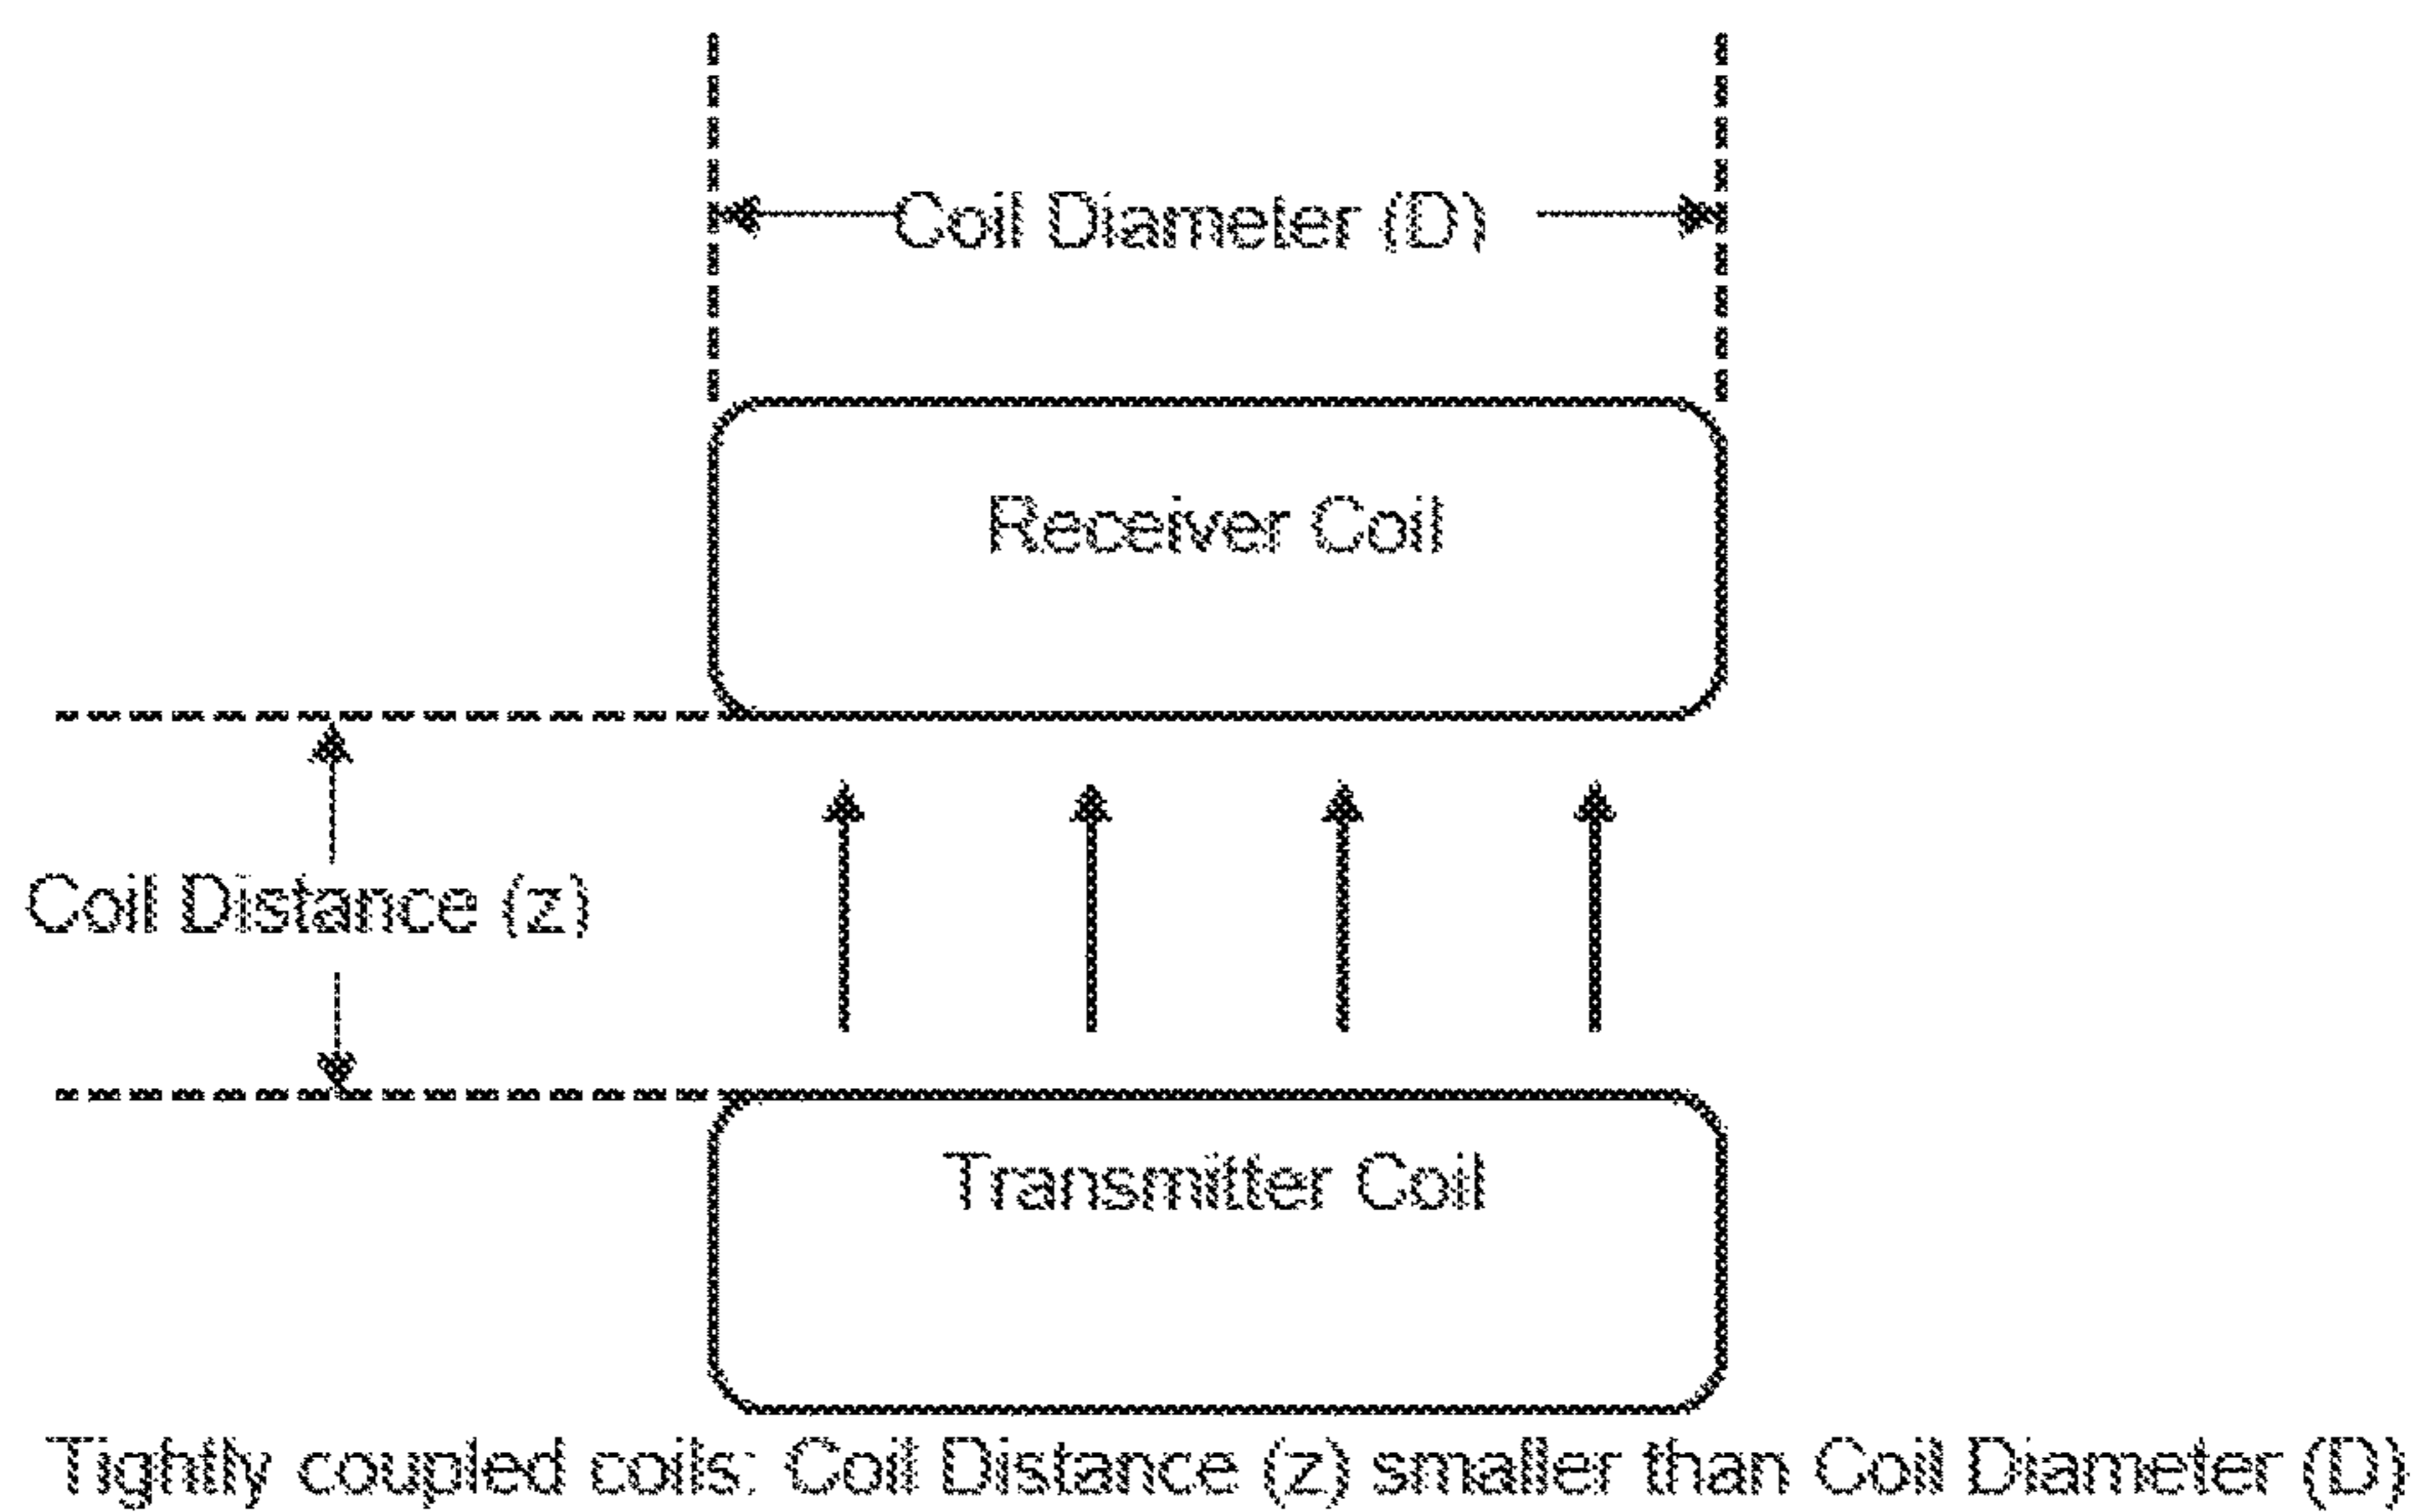 Coil Diameter (D)
Receiver Coil
Coil Distance (z)
Transmitter Coil
Tightly coupled coils: Coil Distance (z) smaller than Coil Diameter (D)